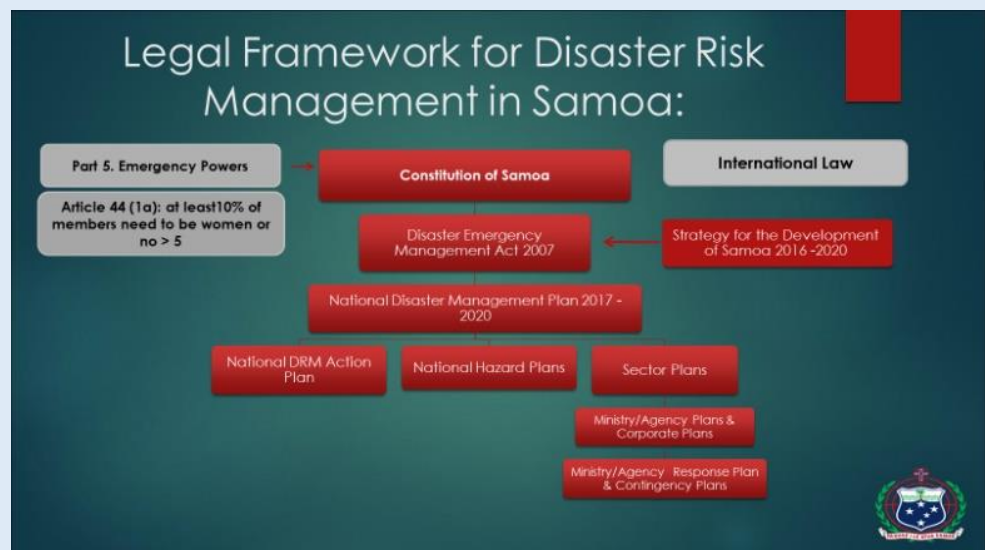 Legal Framework for Disaster Risk
Management in Samoa:
Part 5. Emergency Powers
Constitution of Samoa
International Law
Article 44 (1a): at least10% of
members need to be women or
no > 5
Disaster Emergency
Management Act 2007
Strategy for the Development
of Samoa 2016 -2020
National Disaster Management Plan 2017 -
2020
National DRM Action
Plan
National Hazard Plans
Sector Plans
Ministry/Agency Plans &
Corporate Plans
Ministry/Agency Response Plan
& Contingency Plans